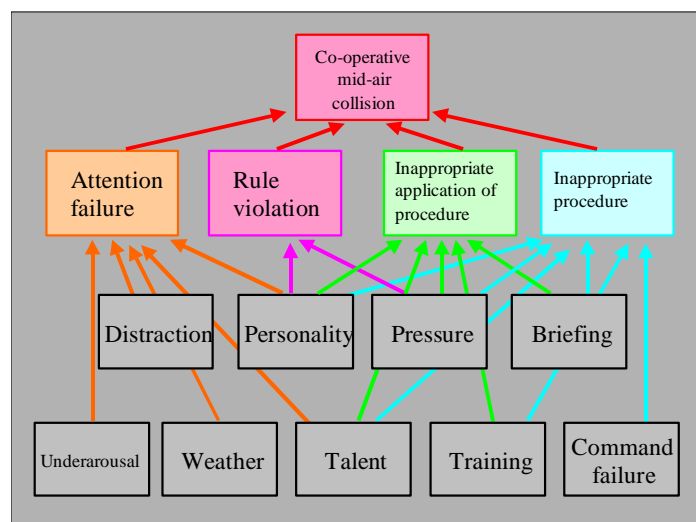 Co-operative
mid-air
collision
Attention
failure
Rule
violation
Inappropriate
application of
procedure
Inappropriate
procedure
Distraction
Personality
Pressure
Briefing
Underarousal
Weather
Talent
Training
Command
failure